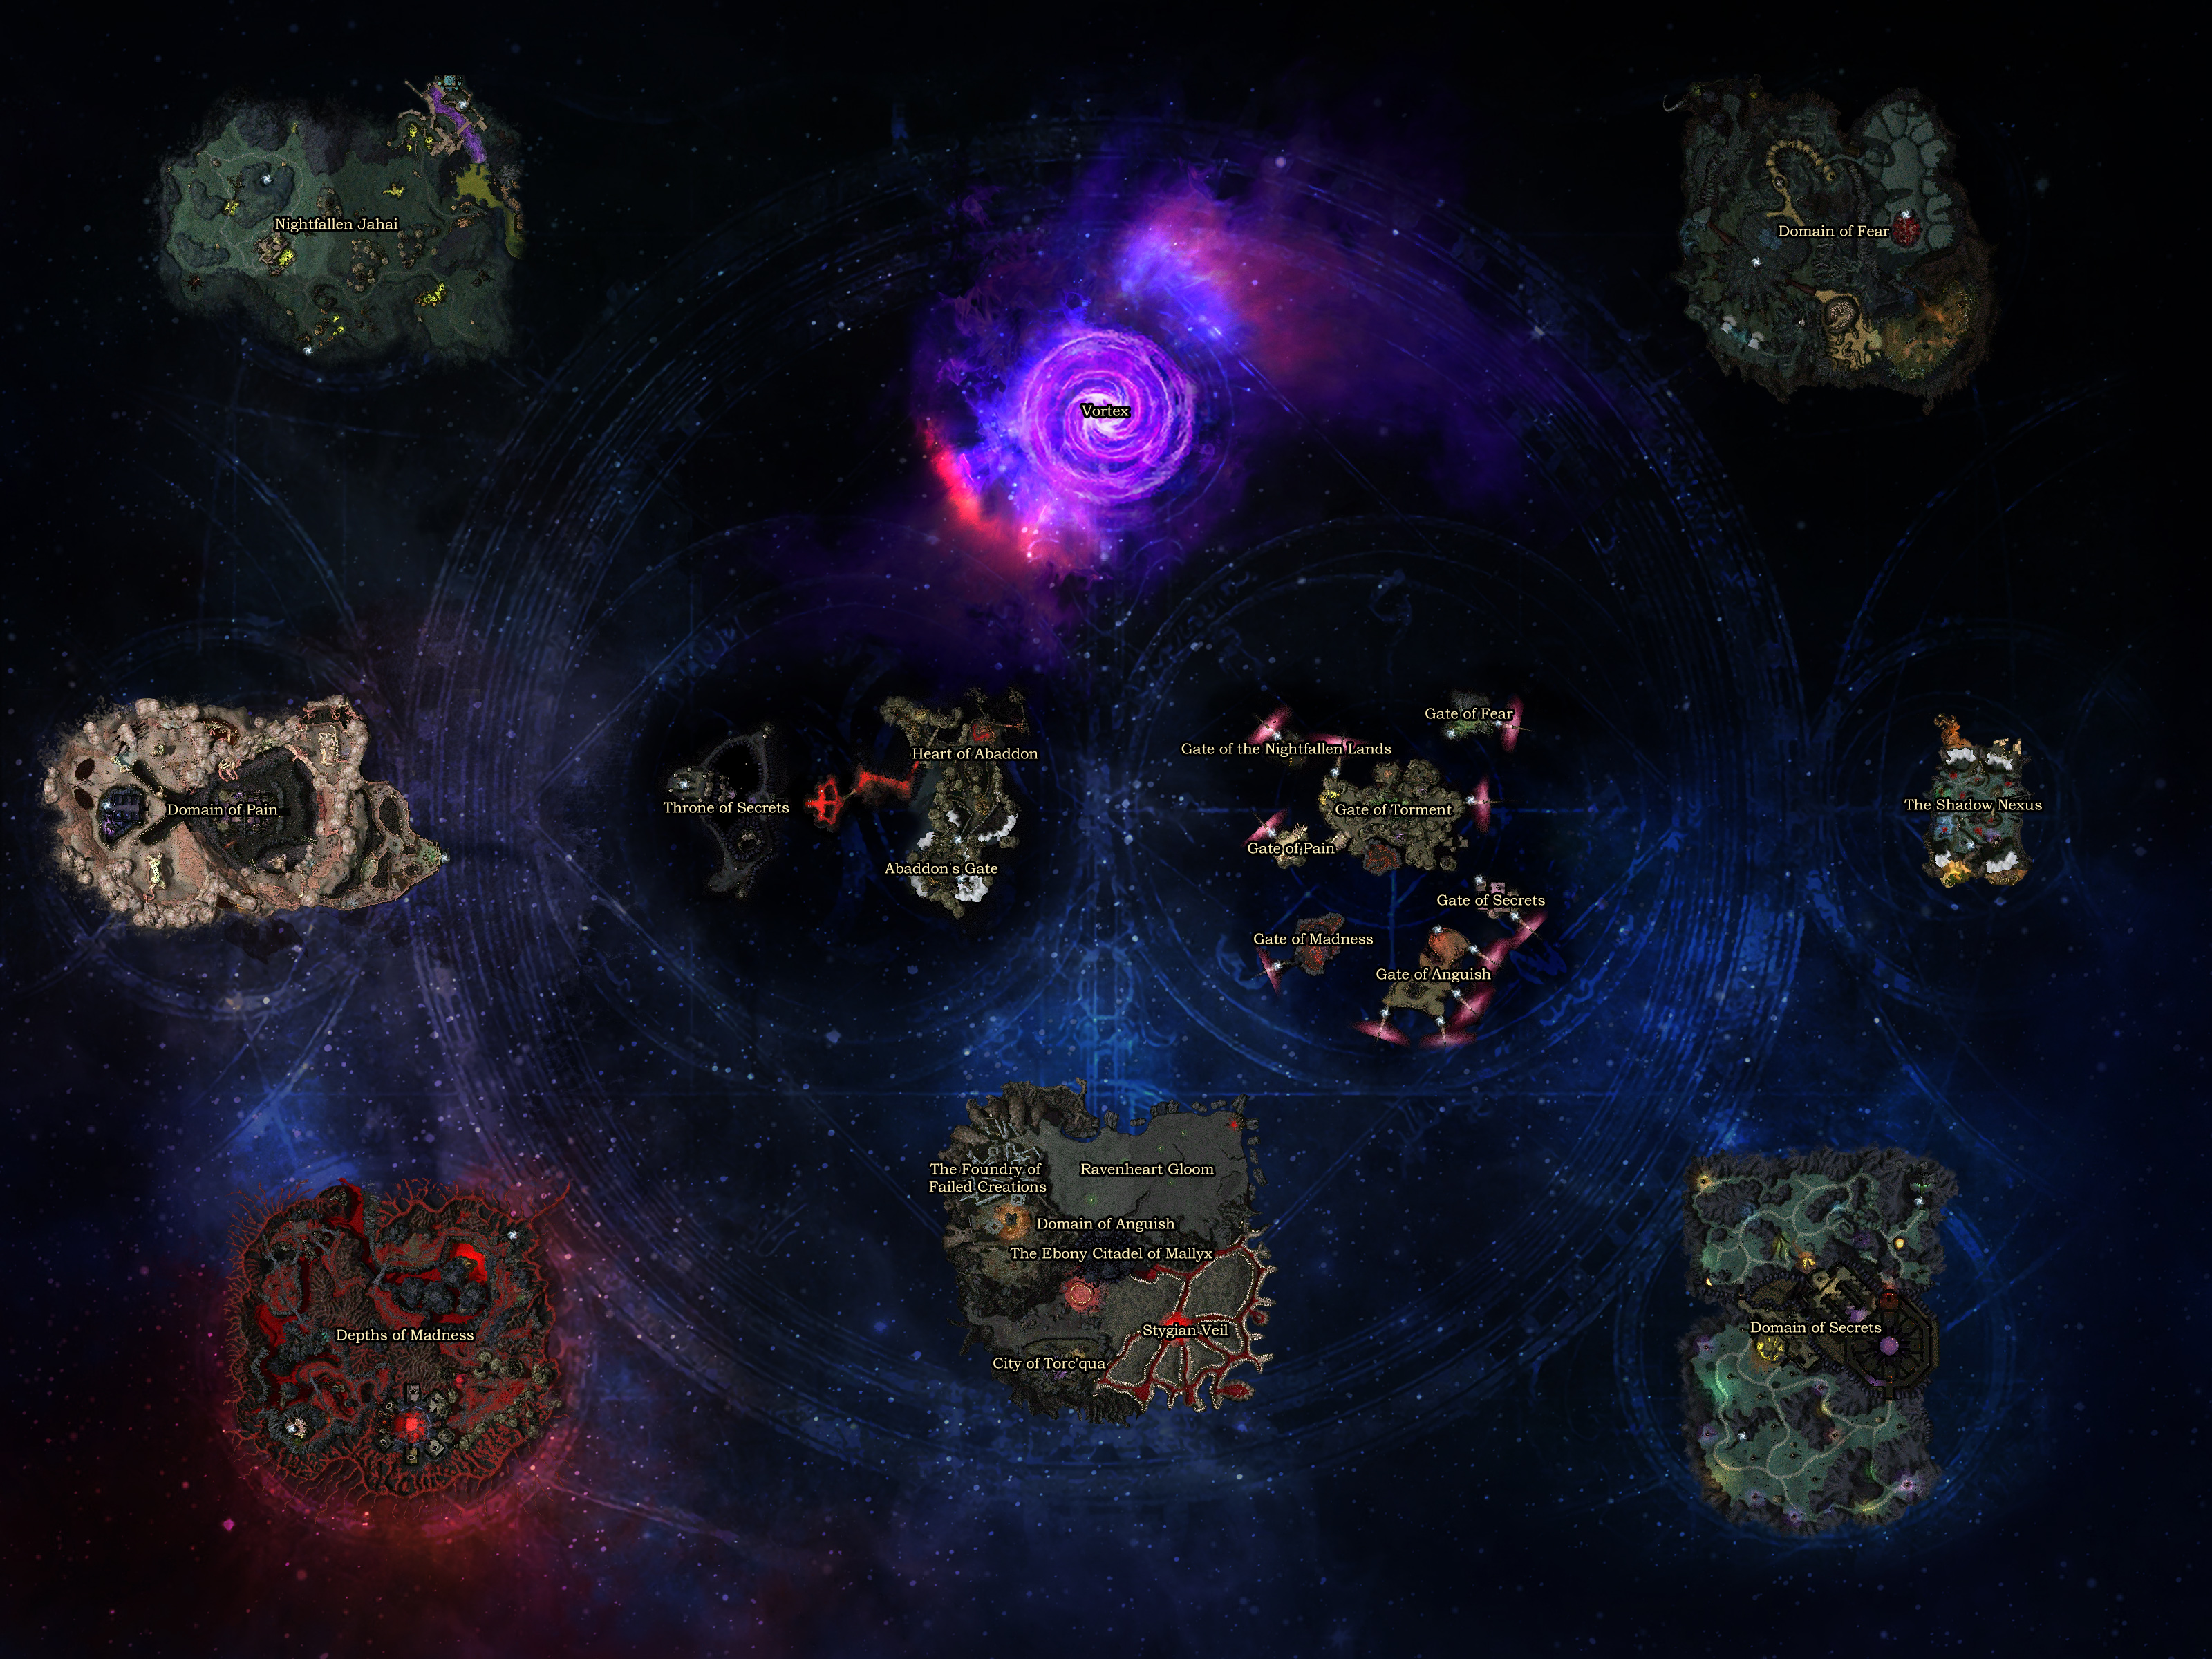 Nightfallen Jahai
Domain of Fear
Vortex
Gate of Fear
Gate of the Nightfallen Lands
Heart of Abaddon
Throne of Secrets
Domain of Pain
Gate of Torment
The Shadow Nexus
Gate of Pain
Abaddon's Gate
Gate of Secrets
Gate of Madness
Gate of Anguish
The Foundry of
Failed Creations
Ravenheart Gloom
Domain of Anguish
The Ebony Citadel of Mallyx
Depths of Madness
Stygian Veil
Domain of Secrets
City of Torc'qua